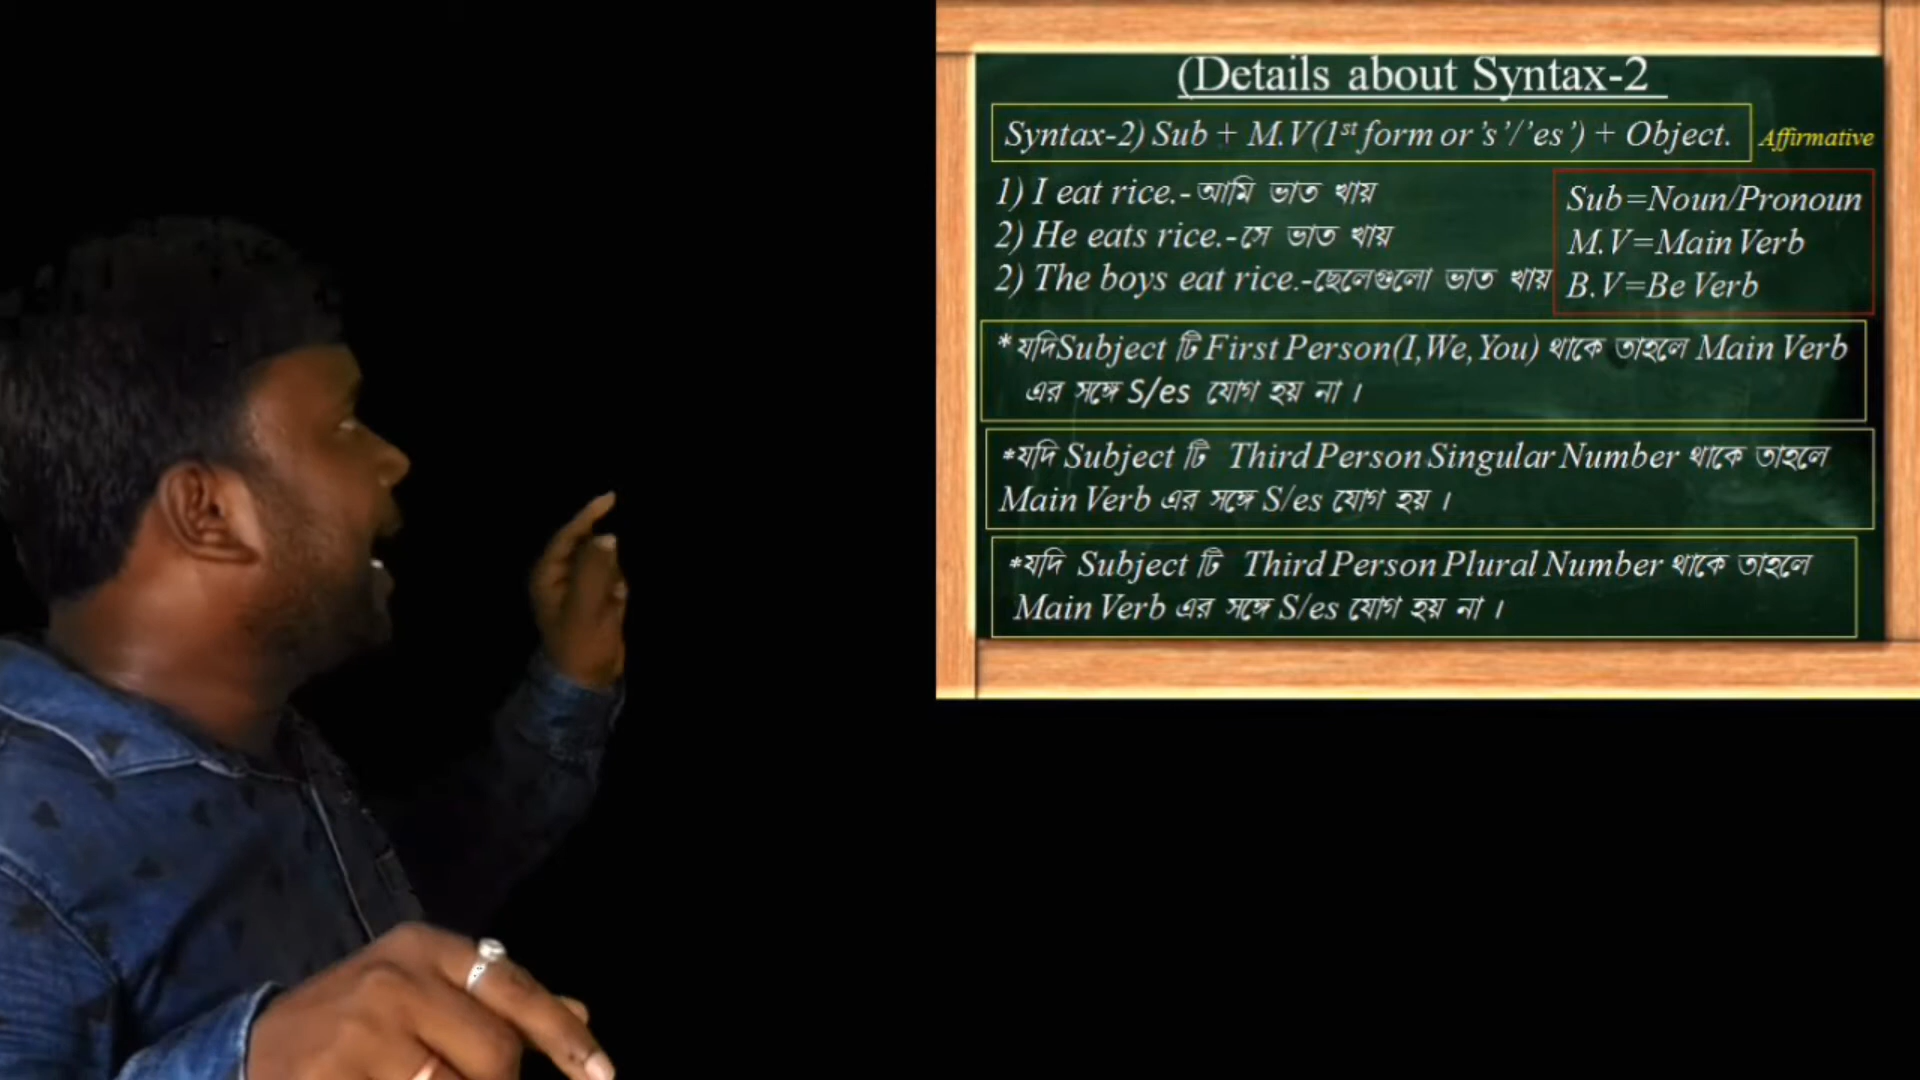 (Details about Syntax-2
Syntax-2) Sub + M.V(1st form or 's'/'es') + Object. Affirmative
1) I eat rice.-আমি ভাত খায়
2) He eats rice.-সে ভাত খায়
2) The boys eat rice.-ছেলেগুলো ভাত খায়
Sub=Noun/Pronoun
M.V=Main Verb
B.V=Be Verb
* যদিSubject টি First Person(I,We,You) থাকে তাহলে Main Verb
এর সঙ্গে S/es যোগ হয় না ।
*যদি Subject টি Third Person Singular Number থাকে তাহলে
Main Verb এর সঙ্গে S/es যোগ হয় ।
*যদি Subject টি Third Person Plural Number থাকে তাহলে
Main Verb এর সঙ্গে S/es যোগ হয় না ।